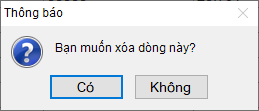 Thông báo
Bạn muốn xóa dòng này?
Có
Không